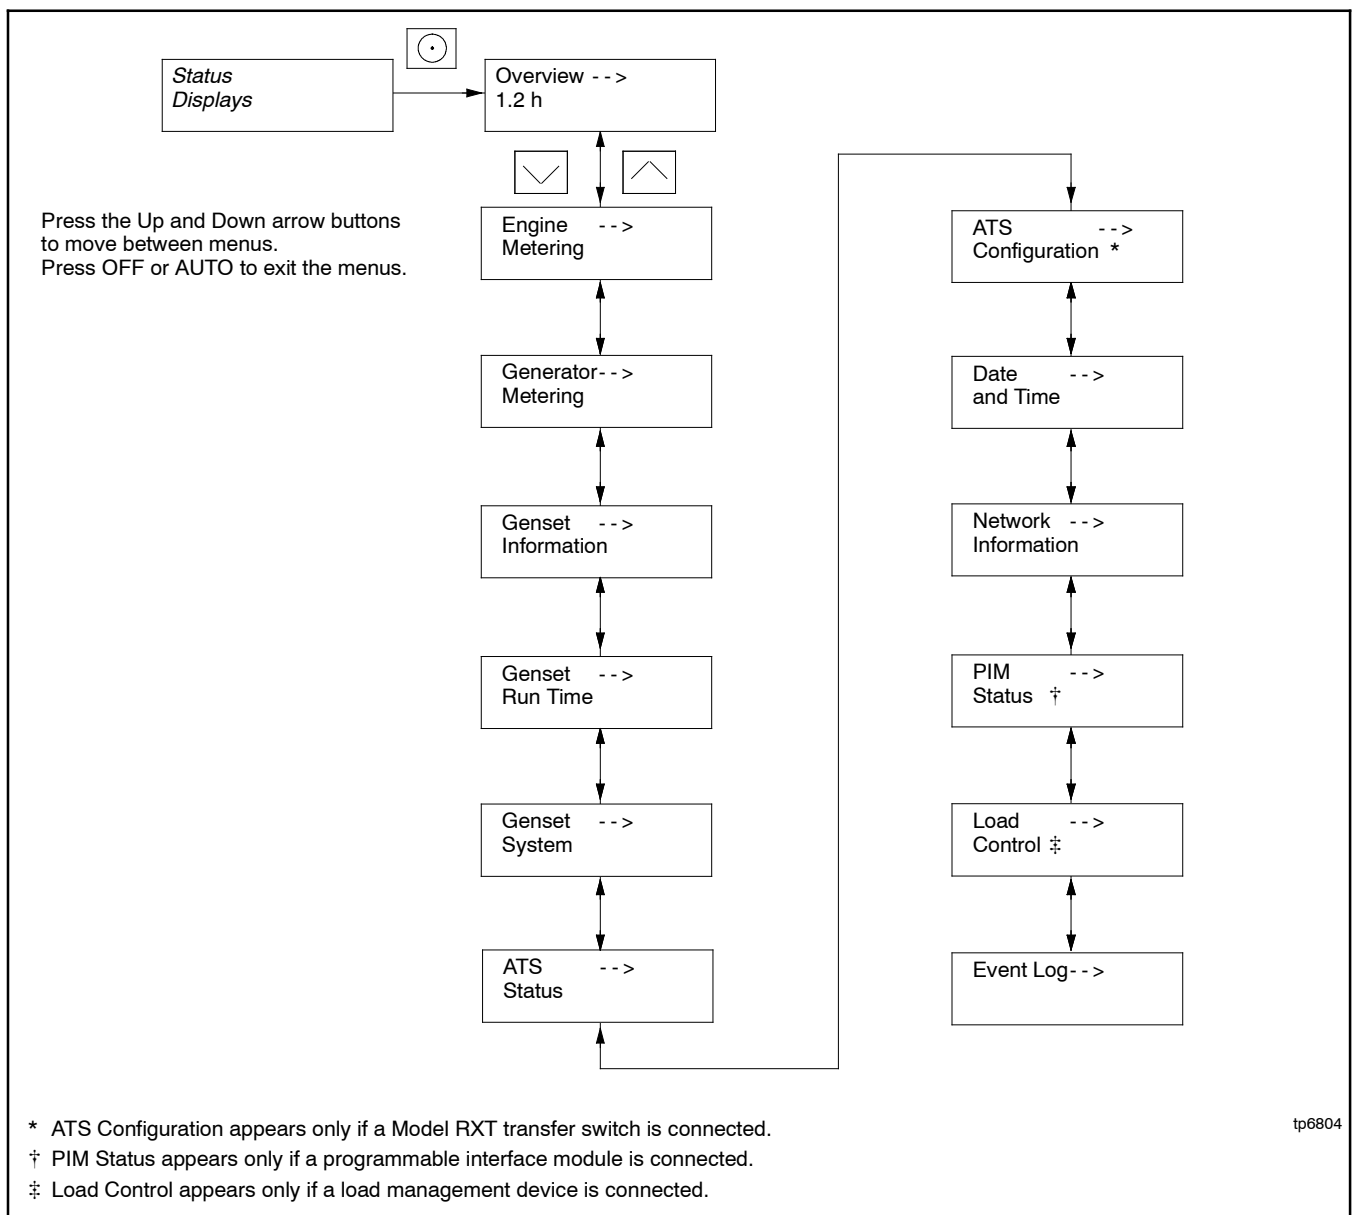 Status
Displays
Overview -->
1.2 h
Press the Up and Down arrow buttons
to move between menus.
Press OFF or AUTO to exit the menus.
Engine -->
Metering
Generator-->
Metering
Genset -->
Information
Genset -->
Run Time
Genset -->
System
ATS -->
Status
ATS -->
Configuration *
Date -->
and Time
Network -->
Information
PIM -->
Status †
Load -->
Control ‡
Event Log-->
* ATS Configuration appears only if a Model RXT transfer switch is connected.
† PIM Status appears only if a programmable interface module is connected.
‡ Load Control appears only if a load management device is connected.
tp6804